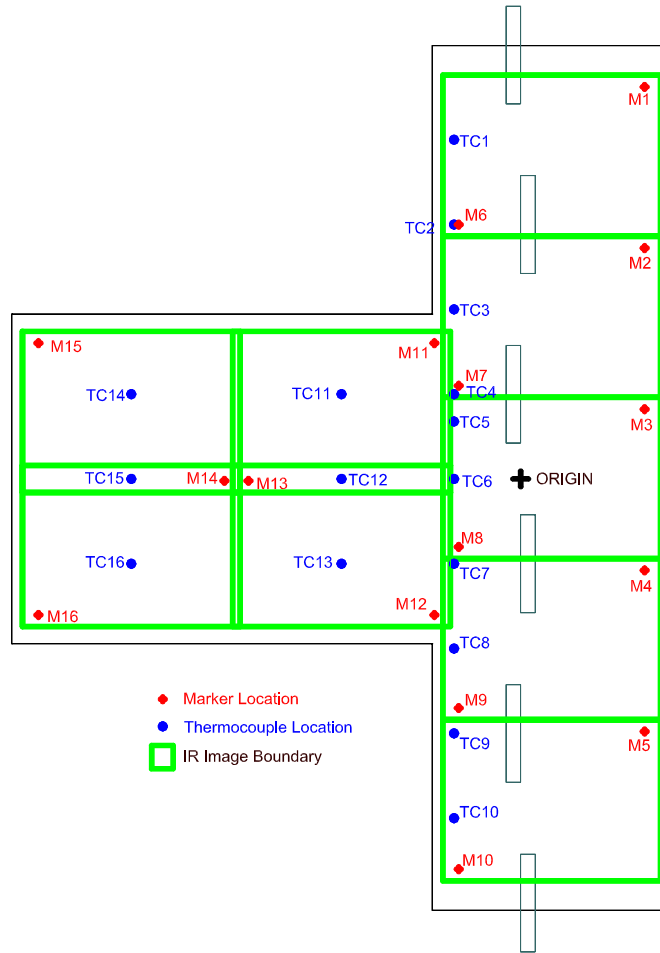 M1
TC1
M6
TC2
M2
TC3
M15
M11
M7
TC14
TC11
TC4
M3
TC5
TC15
M14
M13
TC12
TC6
ORIGIN
M8
TC16
TC13
TC7
M4
M16
M12
TC8
Marker Location
M9
Thermocouple Location
TC9
M5
IR Image Boundary
TC10
M10